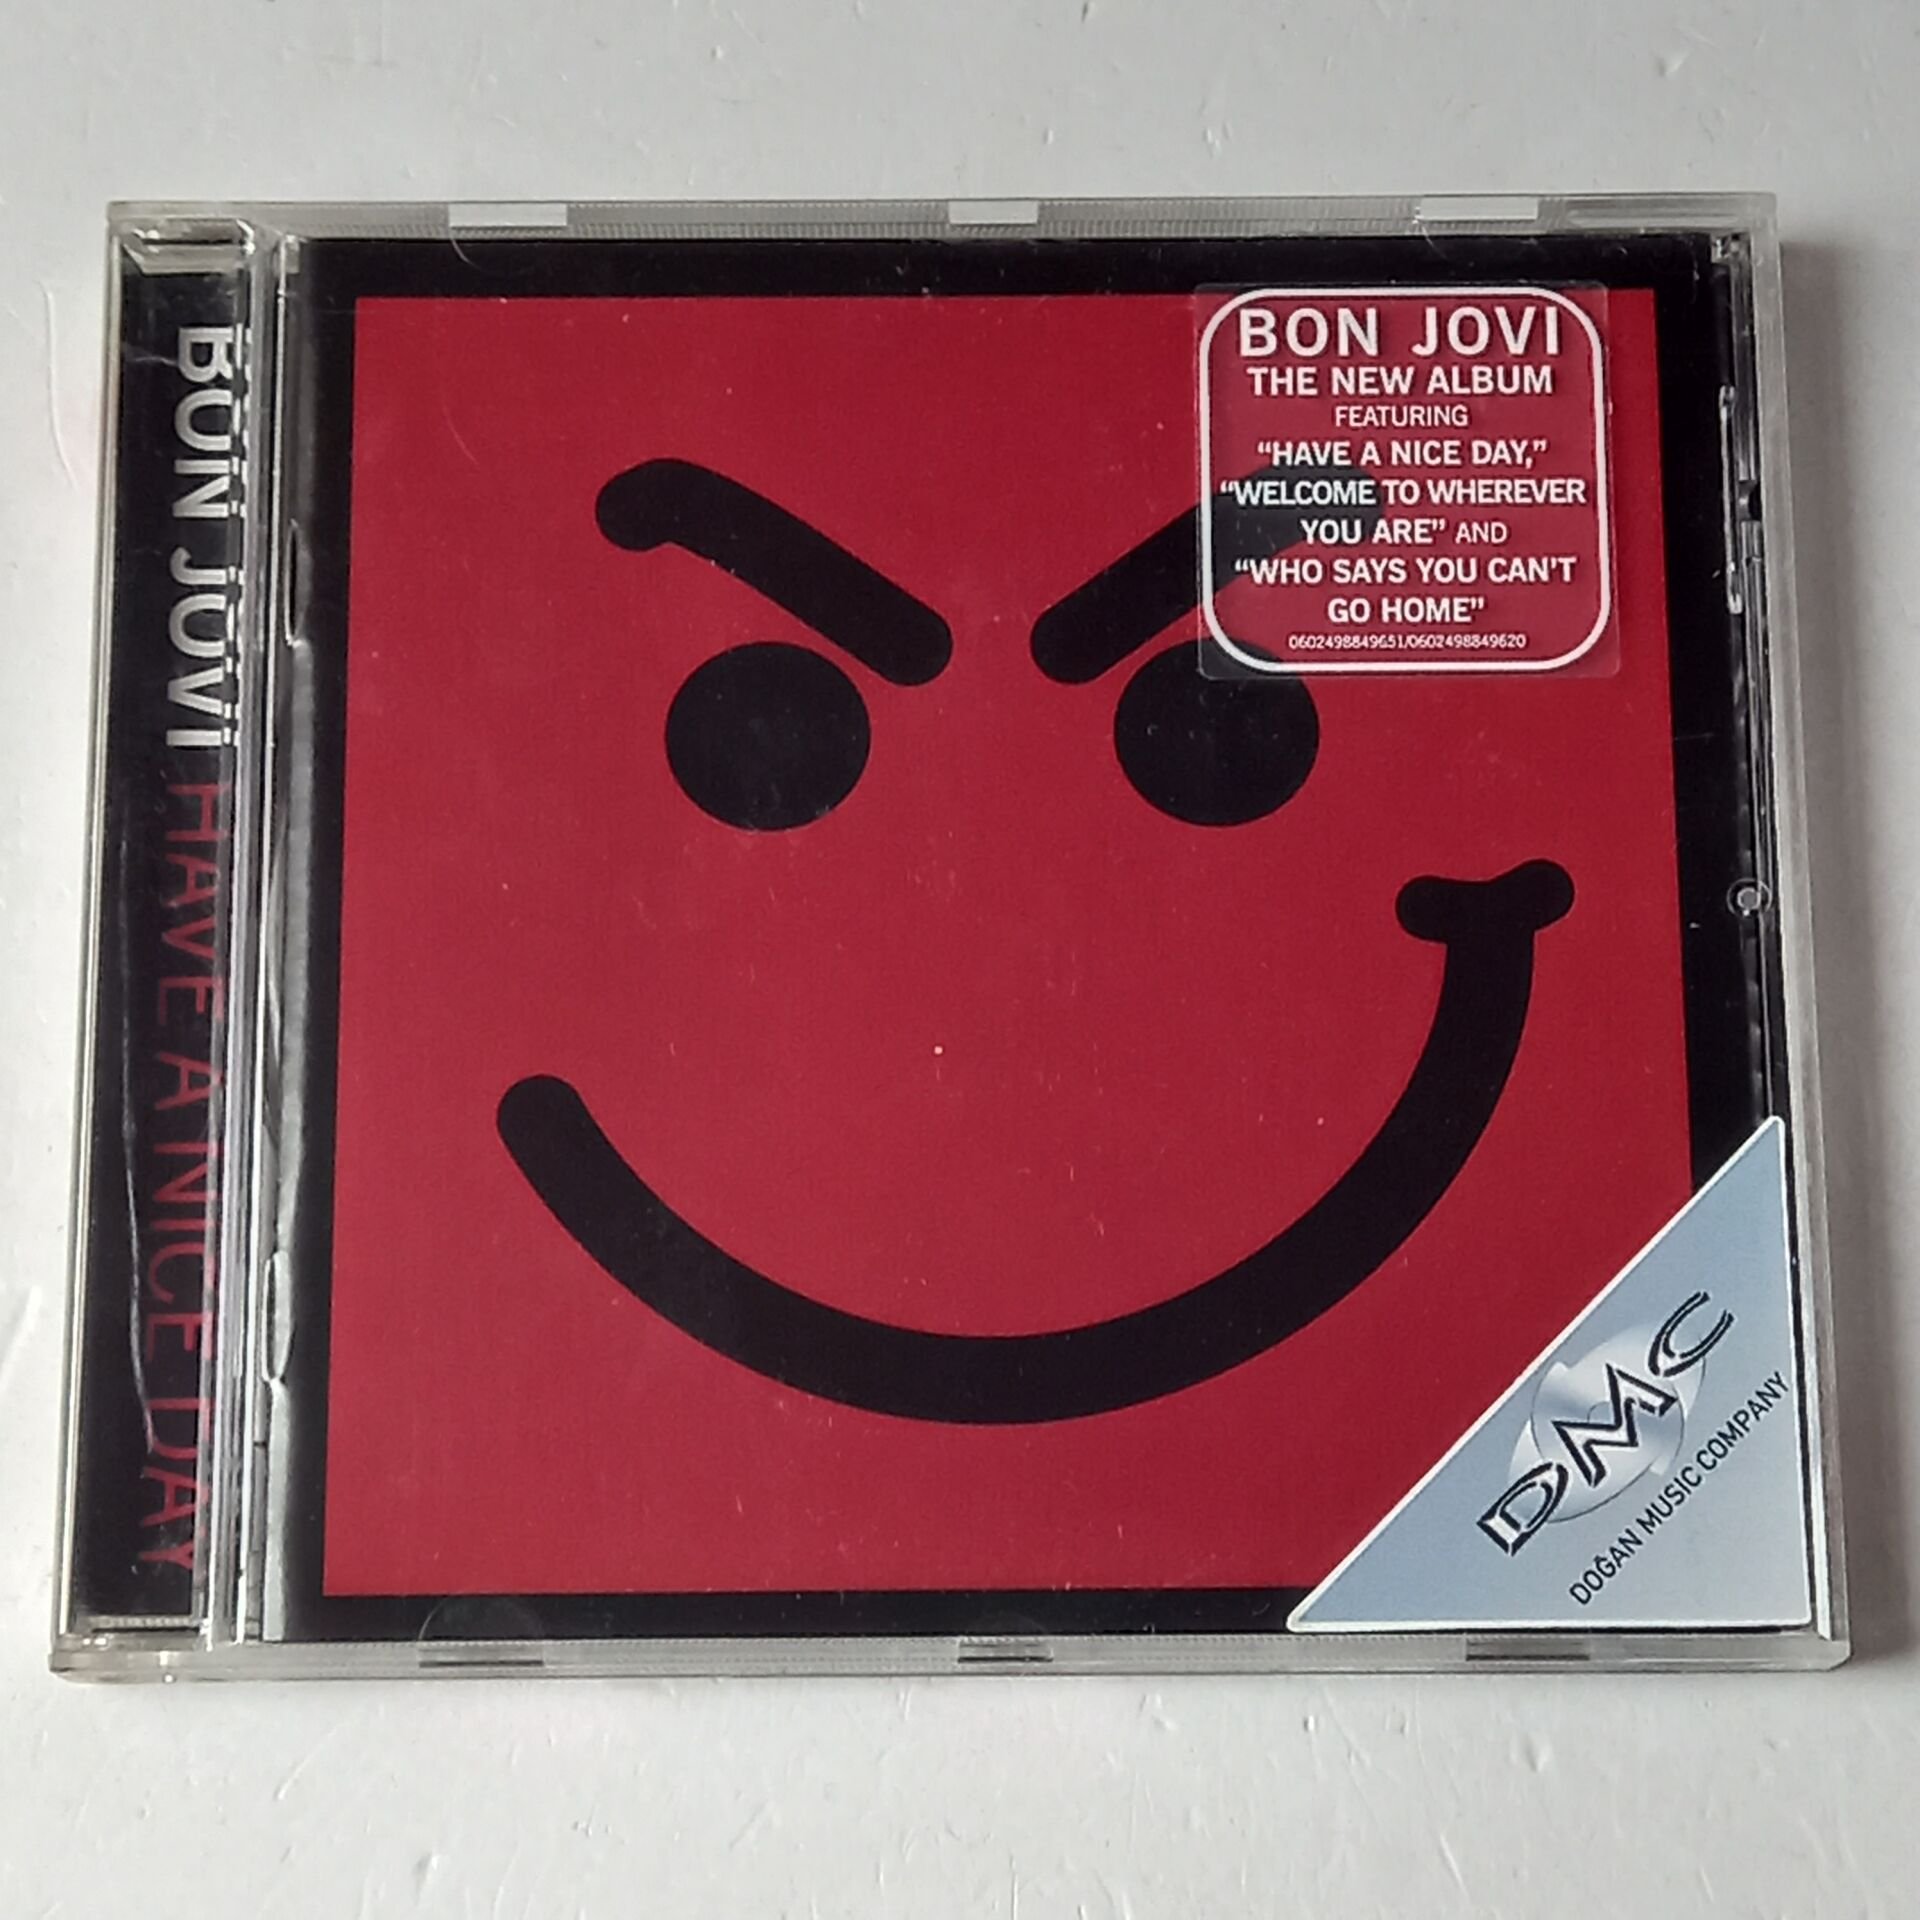 BON JOVI HAVE A NICE DAY
BON JOVI
THE NEW ALBUM
FEATURING
“HAVE A NICE DAY,”
“WELCOME TO WHEREVER
YOU ARE” AND
“WHO SAYS YOU CAN'T
GO HOME”
0602498849651/0602498849620
DMC
DOĞAN MUSIC COMPANY